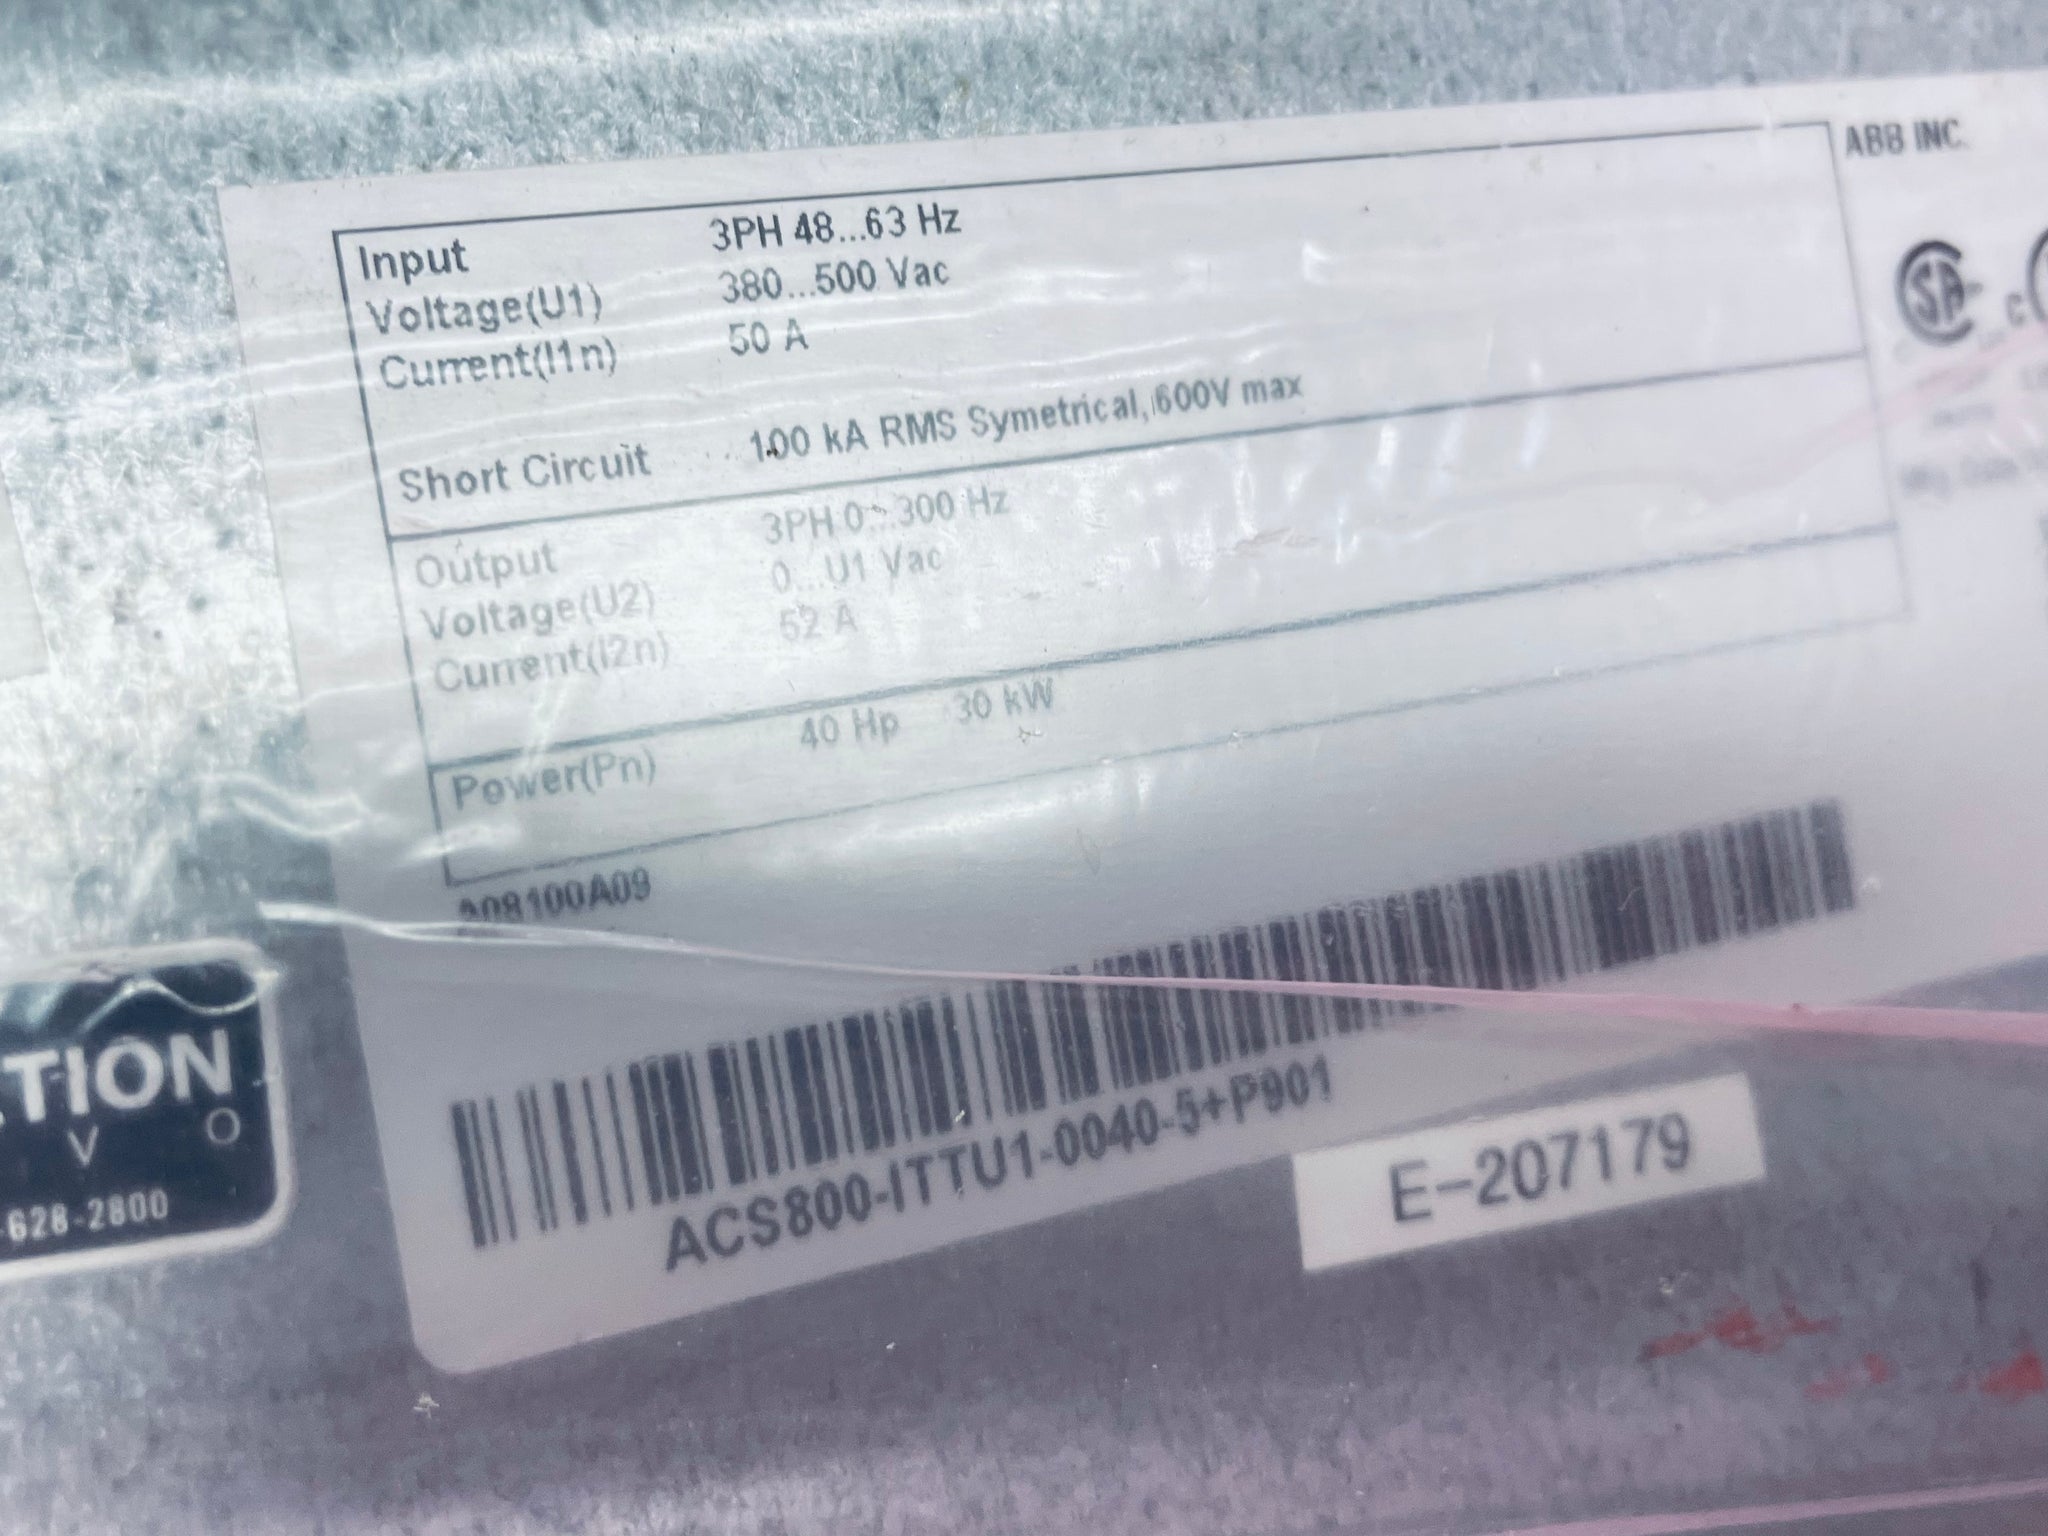 ABB INC.
Input 3PH 48...63 Hz
Voltage(U1) 380...500 Vac
Current(I1n) 50 A
Short Circuit 100 kA RMS Symetrical, 600V max
Output 3PH 0...300 Hz
Voltage(U2) 0...U1 Vac
Current(I2n) 52 A
Power(Pn) 40 Hp 30 kW
A08100A09
ACS800-ITTU1-0040-5+P901
E-207179
TION
V O
-628-2800